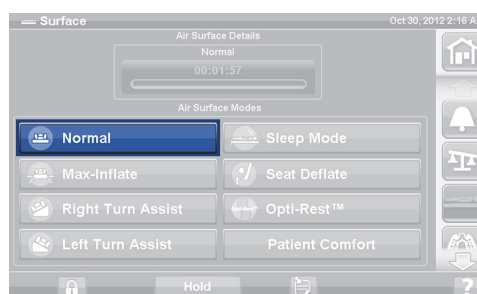 Surface
Oct 30, 2012 2:16 A
Air Surface Details
Normal
00:01:57
Air Surface Modes
Normal
Sleep Mode
Max-Inflate
Seat Deflate
Right Turn Assist
Opti-Rest™
Left Turn Assist
Patient Comfort
Hold
?